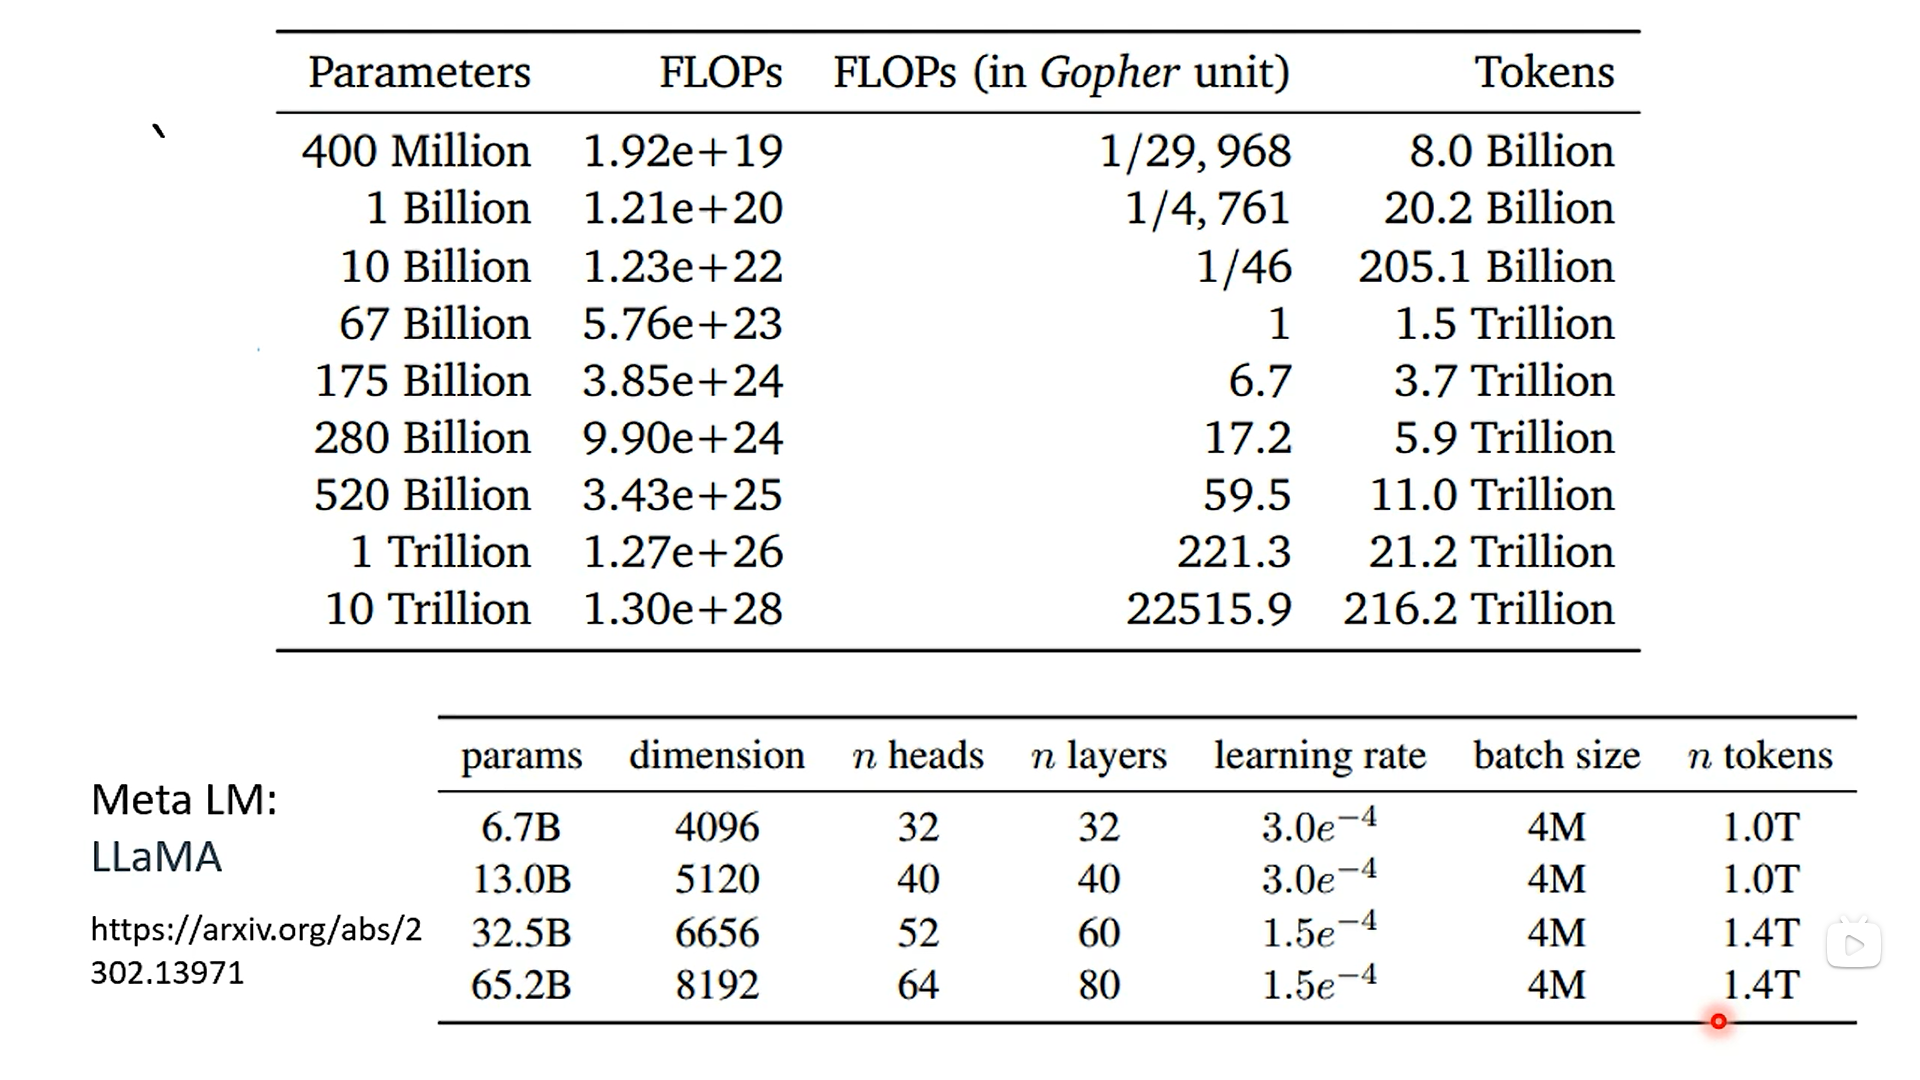 Parameters FLOPs FLOPs (in Gopher unit) Tokens
400 Million 1.92e+19 1/29, 968 8.0 Billion
1 Billion 1.21e+20 1/4, 761 20.2 Billion
10 Billion 1.23e+22 1/46 205.1 Billion
67 Billion 5.76e+23 1 1.5 Trillion
175 Billion 3.85e+24 6.7 3.7 Trillion
280 Billion 9.90e+24 17.2 5.9 Trillion
520 Billion 3.43e+25 59.5 11.0 Trillion
1 Trillion 1.27e+26 221.3 21.2 Trillion
10 Trillion 1.30e+28 22515.9 216.2 Trillion
Meta LM:
LLaMA
https://arxiv.org/abs/2
302.13971
params dimension n heads n layers learning rate batch size n tokens
6.7B 4096 32 32 3.0e⁻⁴ 4M 1.0T
13.0B 5120 40 40 3.0e⁻⁴ 4M 1.0T
32.5B 6656 52 60 1.5e⁻⁴ 4M 1.4T
65.2B 8192 64 80 1.5e⁻⁴ 4M 1.4T